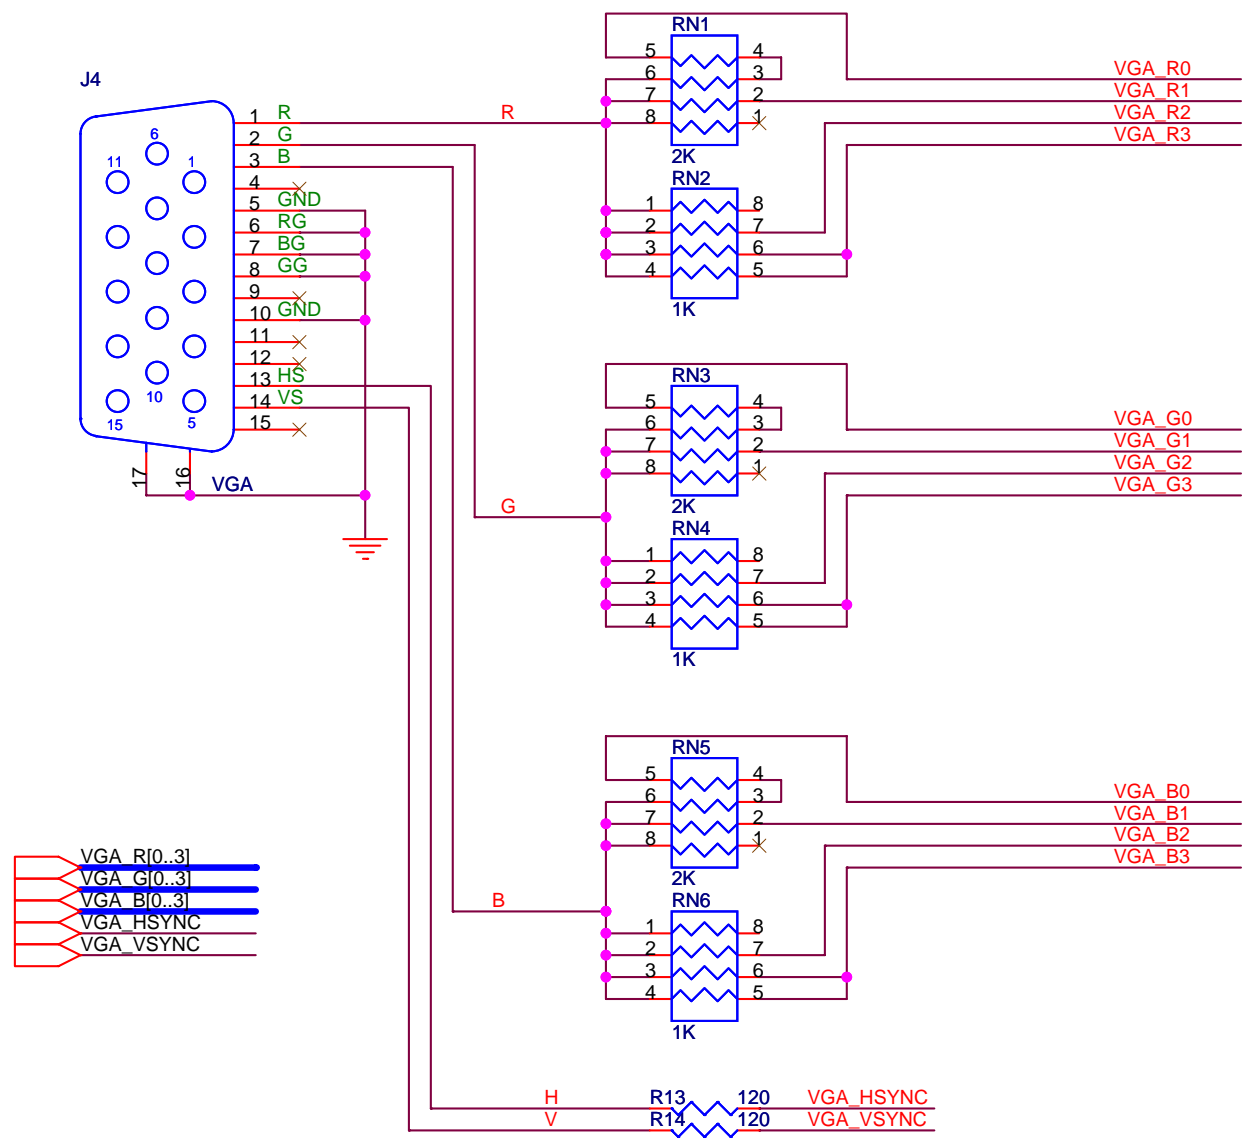 J4
6
11
1
10
15
5
1 R
2 G
3 B
4
5 GND
6 RG
7 BG
8 GG
9
10 GND
11
12
13 HS
14 VS
15
17
16
VGA
R
RN1
5 4
6 3
7 2
8 1
2K
VGA_R0
VGA_R1
VGA_R2
VGA_R3
RN2
1 8
2 7
3 6
4 5
1K
G
RN3
5 4
6 3
7 2
8 1
2K
VGA_G0
VGA_G1
VGA_G2
VGA_G3
RN4
1 8
2 7
3 6
4 5
1K
B
RN5
5 4
6 3
7 2
8 1
2K
VGA_B0
VGA_B1
VGA_B2
VGA_B3
RN6
1 8
2 7
3 6
4 5
1K
VGA_R[0..3]
VGA_G[0..3]
VGA_B[0..3]
VGA_HSYNC
VGA_VSYNC
H R13 120 VGA_HSYNC
V R14 120 VGA_VSYNC